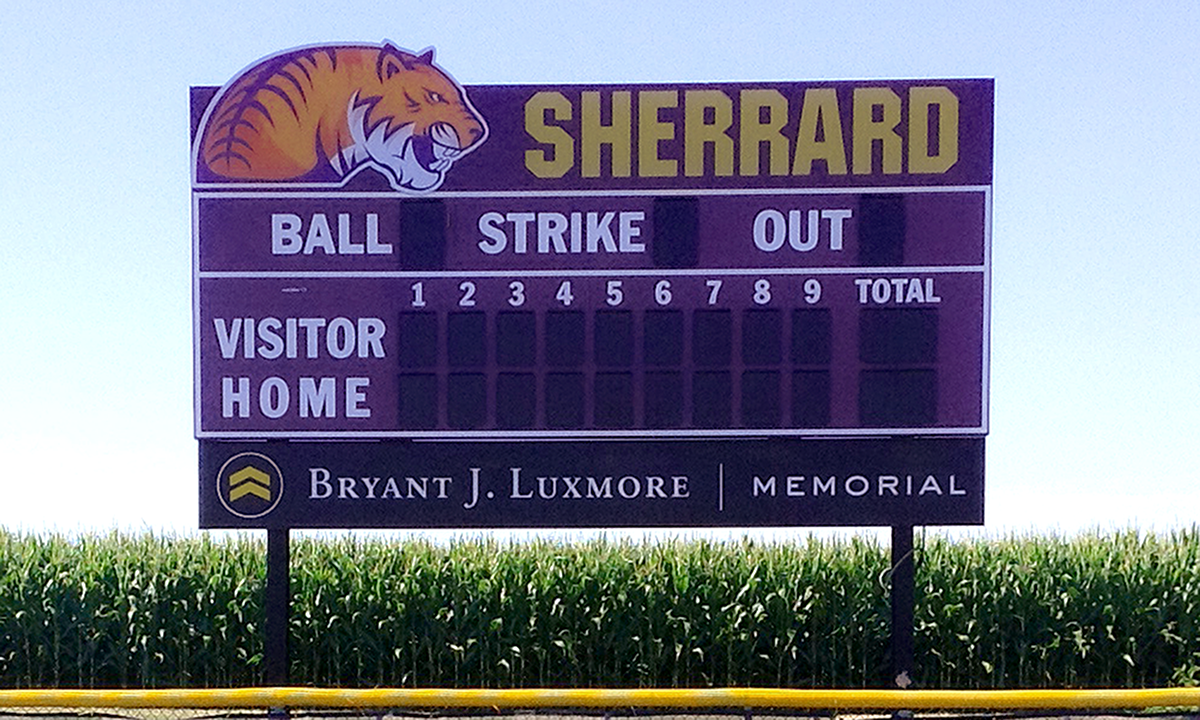 SHERRARD
BALL STRIKE OUT
1 2 3 4 5 6 7 8 9 TOTAL
VISITOR
HOME
BRYANT J. LUXMORE | MEMORIAL